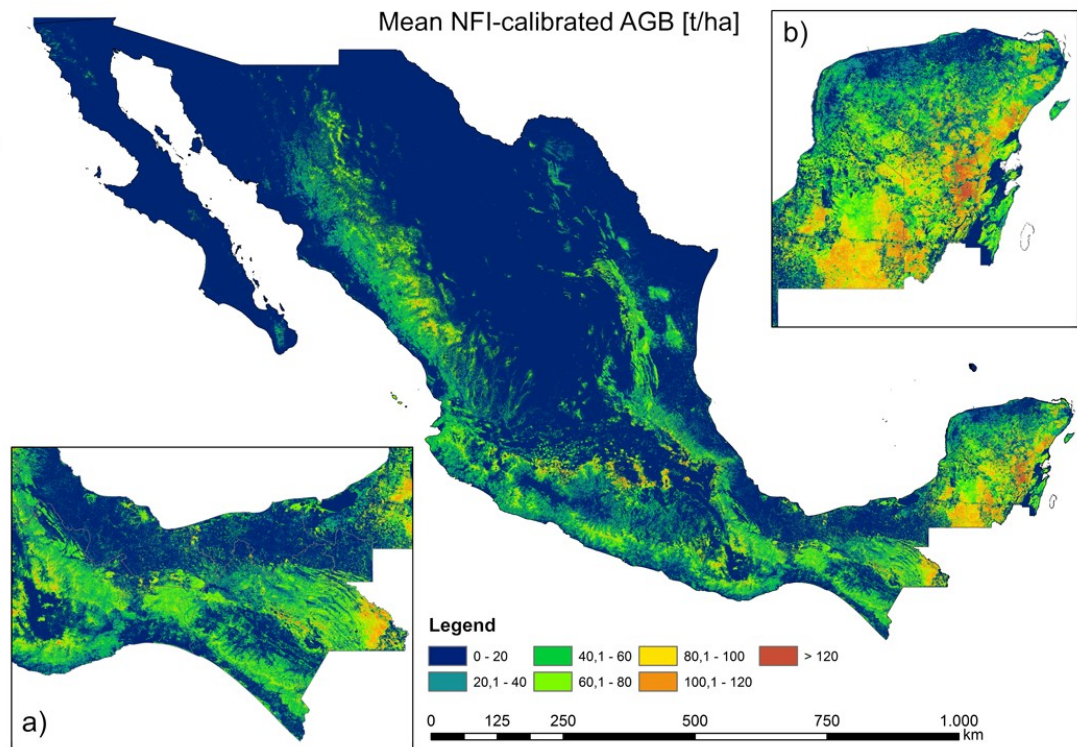 Mean NFI-calibrated AGB [t/ha]
b)
a)
Legend
0 - 20
40,1 - 60
80,1 - 100
> 120
20,1 - 40
60,1 - 80
100,1 - 120
0 125 250 500 750 1.000
km